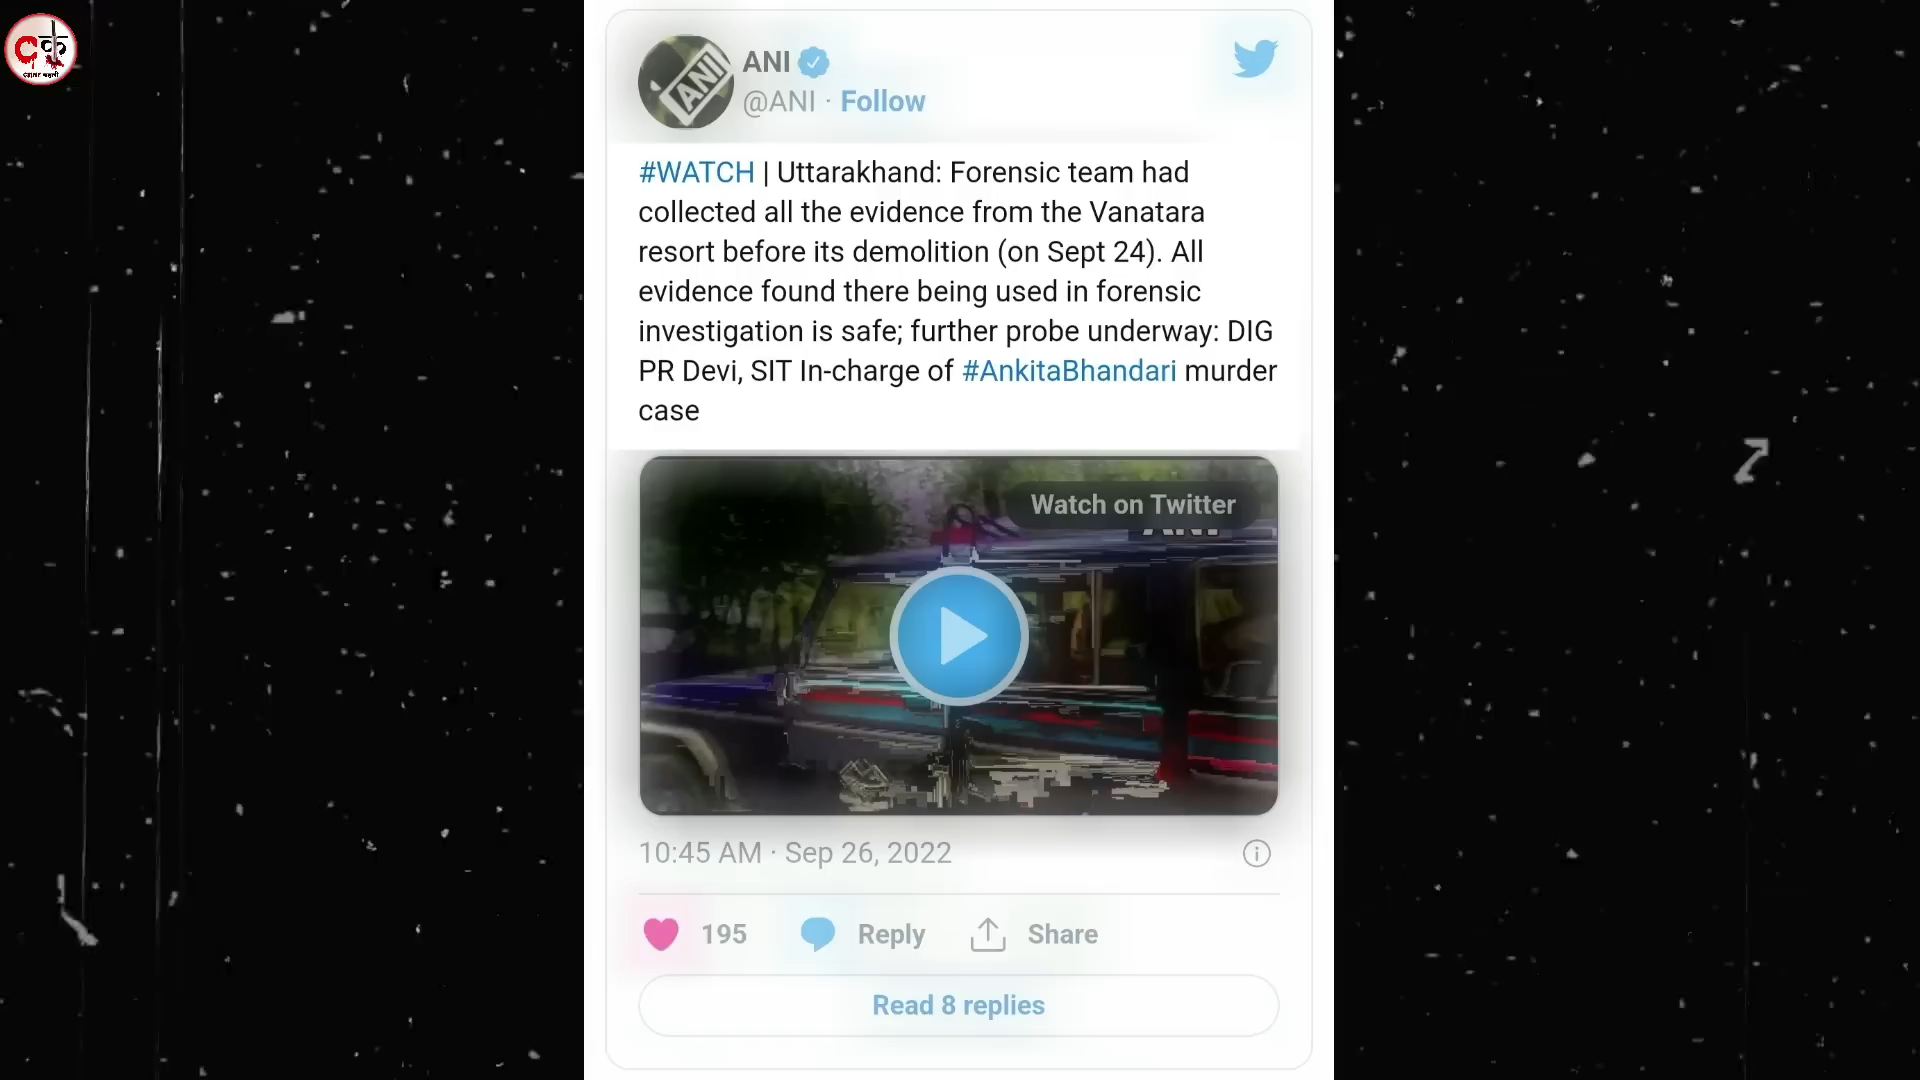 ANI
@ANI · Follow
#WATCH | Uttarakhand: Forensic team had
collected all the evidence from the Vanatara
resort before its demolition (on Sept 24). All
evidence found there being used in forensic
investigation is safe; further probe underway: DIG
PR Devi, SIT In-charge of #AnkitaBhandari murder
case
Watch on Twitter
ANI
10:45 AM · Sep 26, 2022
195
Reply
Share
Read 8 replies